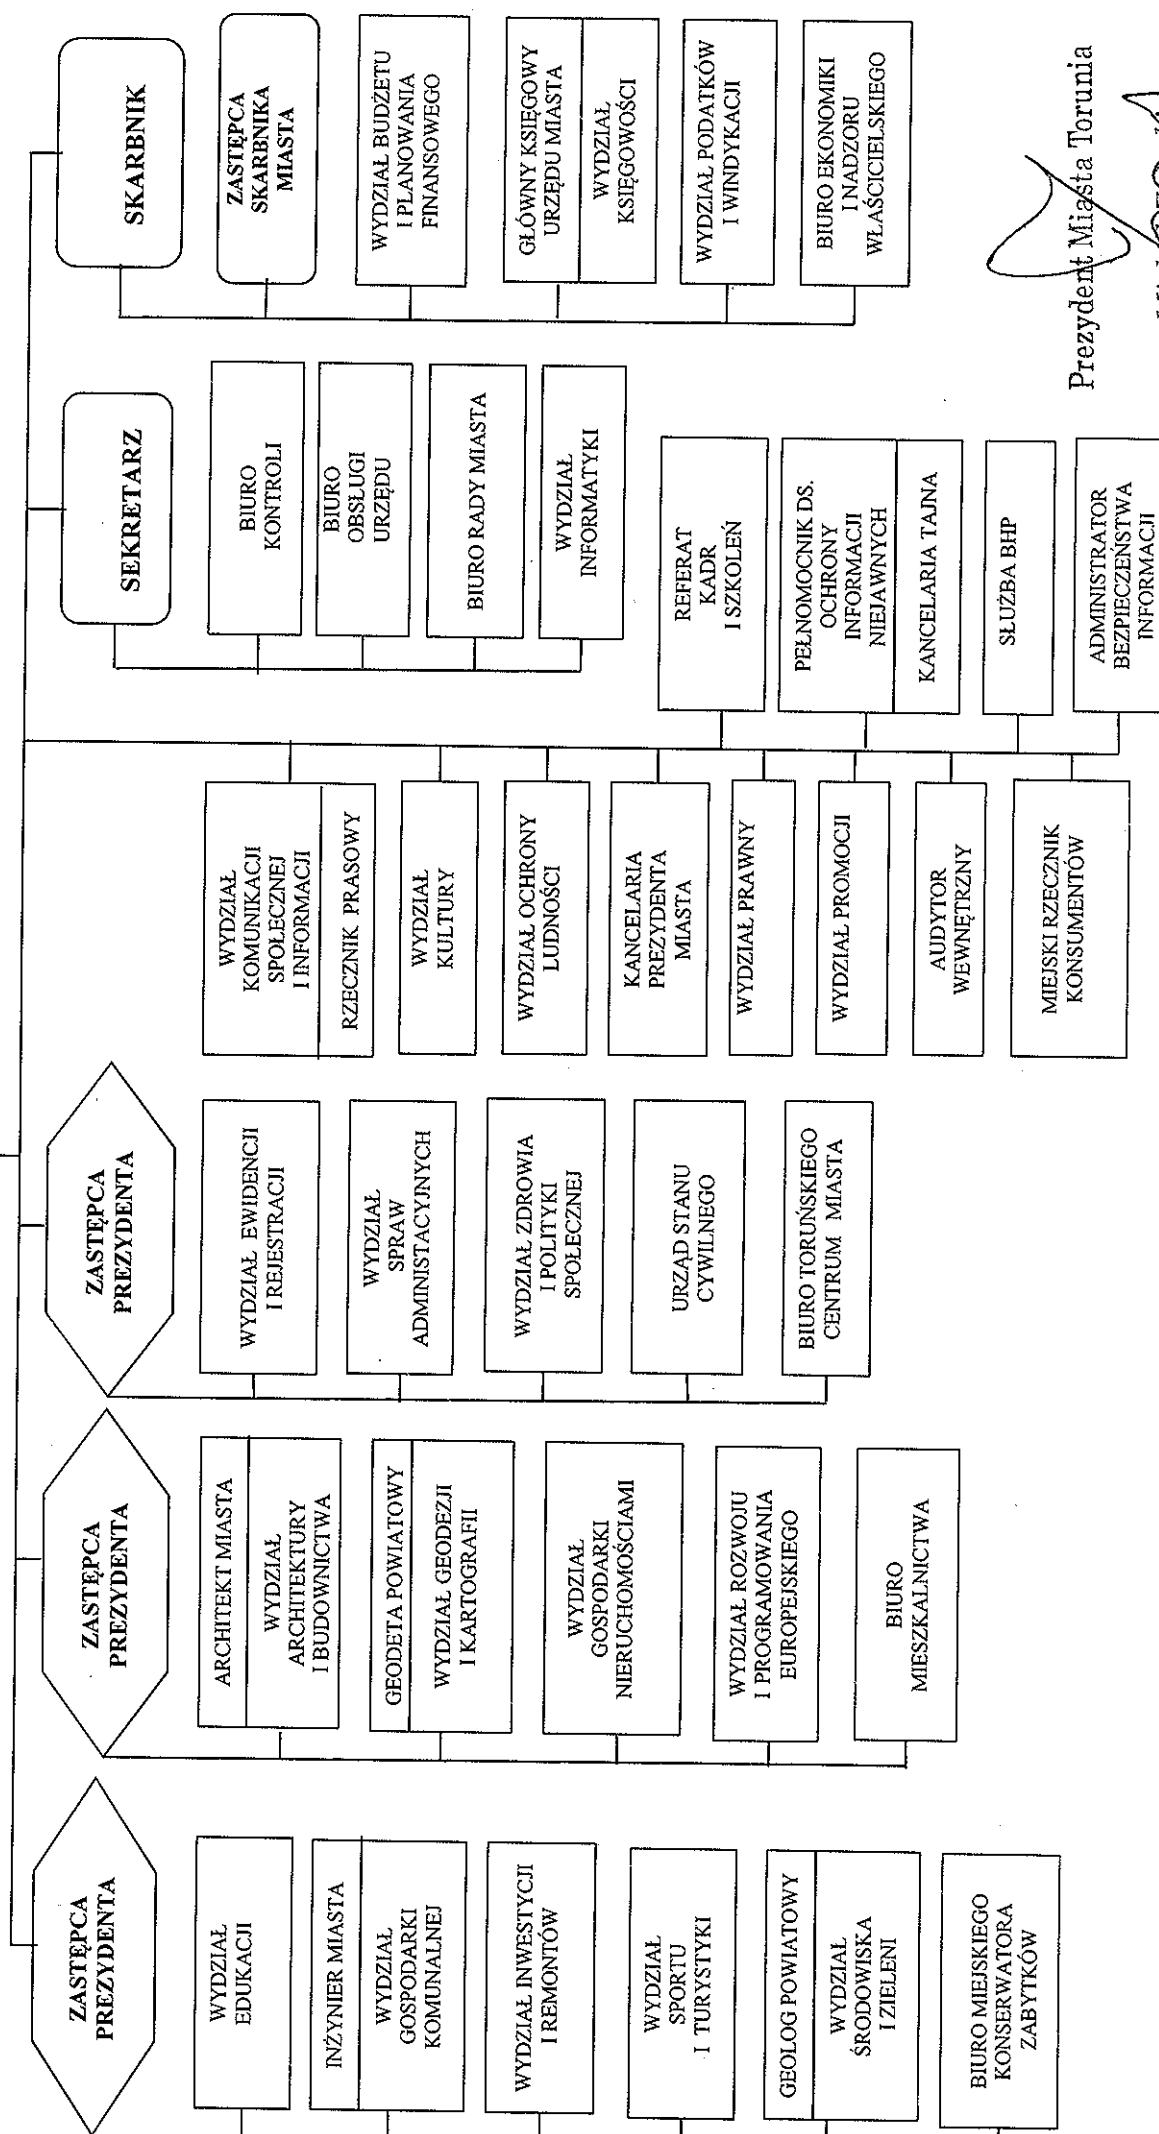 ZASTĘPCA
PREZYDENTA
WYDZIAŁ
EDUKACJI
INŻYNIER MIASTA
WYDZIAŁ
GOSPODARKI
KOMUNALNEJ
WYDZIAŁ INWESTYCJI
I REMONTÓW
WYDZIAŁ
SPORTU
I TURYSTYKI
GEOLOG POWIATOWY
WYDZIAŁ
ŚRODOWISKA
I ZIELENI
BIURO MIEJSKIEGO
KONSERWATORA
ZABYTKÓW
ZASTĘPCA
PREZYDENTA
ARCHITEKT MIASTA
WYDZIAŁ
ARCHITEKTURY
I BUDOWNICTWA
GEODETA POWIATOWY
WYDZIAŁ GEODEZJI
I KARTOGRAFII
WYDZIAŁ
GOSPODARKI
NIERUCHOMOŚCIAMI
WYDZIAŁ ROZWOJU
I PROGRAMOWANIA
EUROPEJSKIEGO
BIURO
MIESZKALNICTWA
ZASTĘPCA
PREZYDENTA
WYDZIAŁ EWIDENCJI
I REJESTRACJI
WYDZIAŁ
SPRAW
ADMINISTACYJNYCH
WYDZIAŁ ZDROWIA
I POLITYKI
SPOŁECZNEJ
URZĄD STANU
CYWILNEGO
BIURO TORUŃSKIEGO
CENTRUM MIASTA
WYDZIAŁ
KOMUNIKACJI
SPOŁECZNEJ
I INFORMACJI
RZECZNIK PRASOWY
WYDZIAŁ
KULTURY
WYDZIAŁ OCHRONY
LUDNOŚCI
KANCELARIA
PREZYDENTA
MIASTA
WYDZIAŁ PRAWNY
WYDZIAŁ PROMOCJI
AUDYTOR
WEWNĘTRZNY
MIEJSKI RZECZNIK
KONSUMENTÓW
REFERAT
KADR
I SZKOLEŃ
PEŁNOMOCNIK DS.
OCHRONY
INFORMACJI
NIEJAWNYCH
KANCELARIA TAJNA
SŁUŻBA BHP
ADMINISTRATOR
BEZPIECZEŃSTWA
INFORMACJI
SEKRETARZ
BIURO
KONTROLI
BIURO
OBSŁUGI
URZĘDU
BIURO RADY MIASTA
WYDZIAŁ
INFORMATYKI
SKARBNIK
ZASTĘPCA
SKARBNIKA
MIASTA
WYDZIAŁ BUDŻETU
I PLANOWANIA
FINANSOWEGO
GŁÓWNY KSIĘGOWY
URZĘDU MIASTA
WYDZIAŁ
KSIĘGOWOŚCI
WYDZIAŁ PODATKÓW
I WINDYKACJI
BIURO EKONOMIKI
I NADZORU
WŁAŚCICIELSKIEGO
Prezydent Miasta Torunia